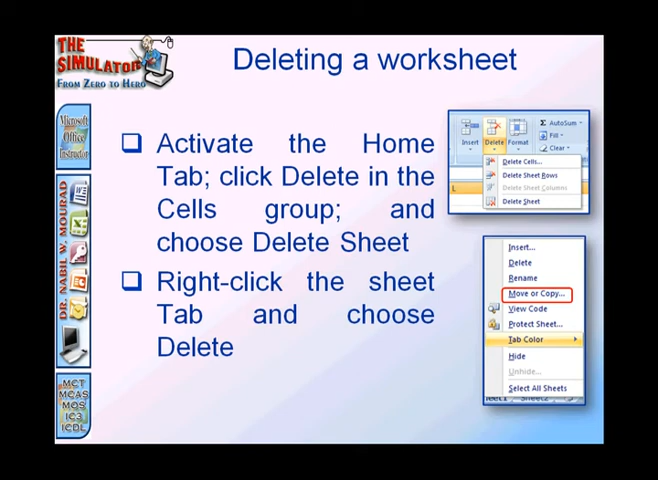 THE
SIMULATOR
FROM ZERO TO HERO
Deleting a worksheet
Microsoft
Office
Instructor
DR. NABIL W. MOURAD
MCT
MCAS
MOS
IC3
ICDL
❑ Activate the Home
Tab; click Delete in the
Cells group; and
choose Delete Sheet
❑ Right-click the sheet
Tab and choose
Delete
Insert
Delete
Format
Σ AutoSum
Fill
Clear
L
Delete Cells...
Delete Sheet Rows
Delete Sheet Columns
Delete Sheet
Insert...
Delete
Rename
Move or Copy...
View Code
Protect Sheet...
Tab Color
Hide
Unhide...
Select All Sheets
Sheet2